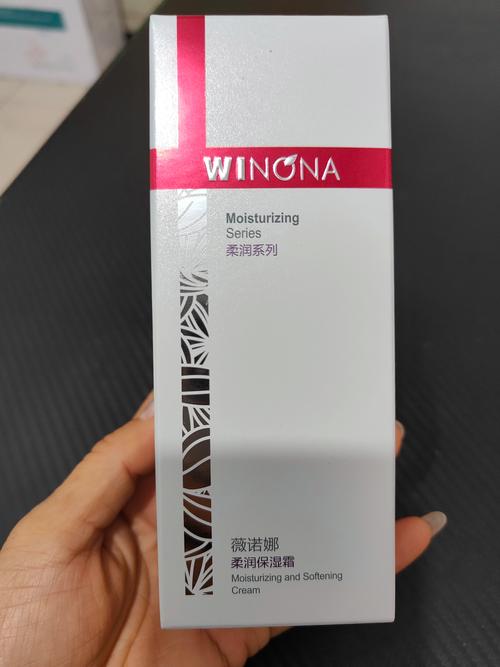 WINONA
Moisturizing
Series
柔润系列
薇诺娜
柔润保湿霜
Moisturizing and Softening
Cream